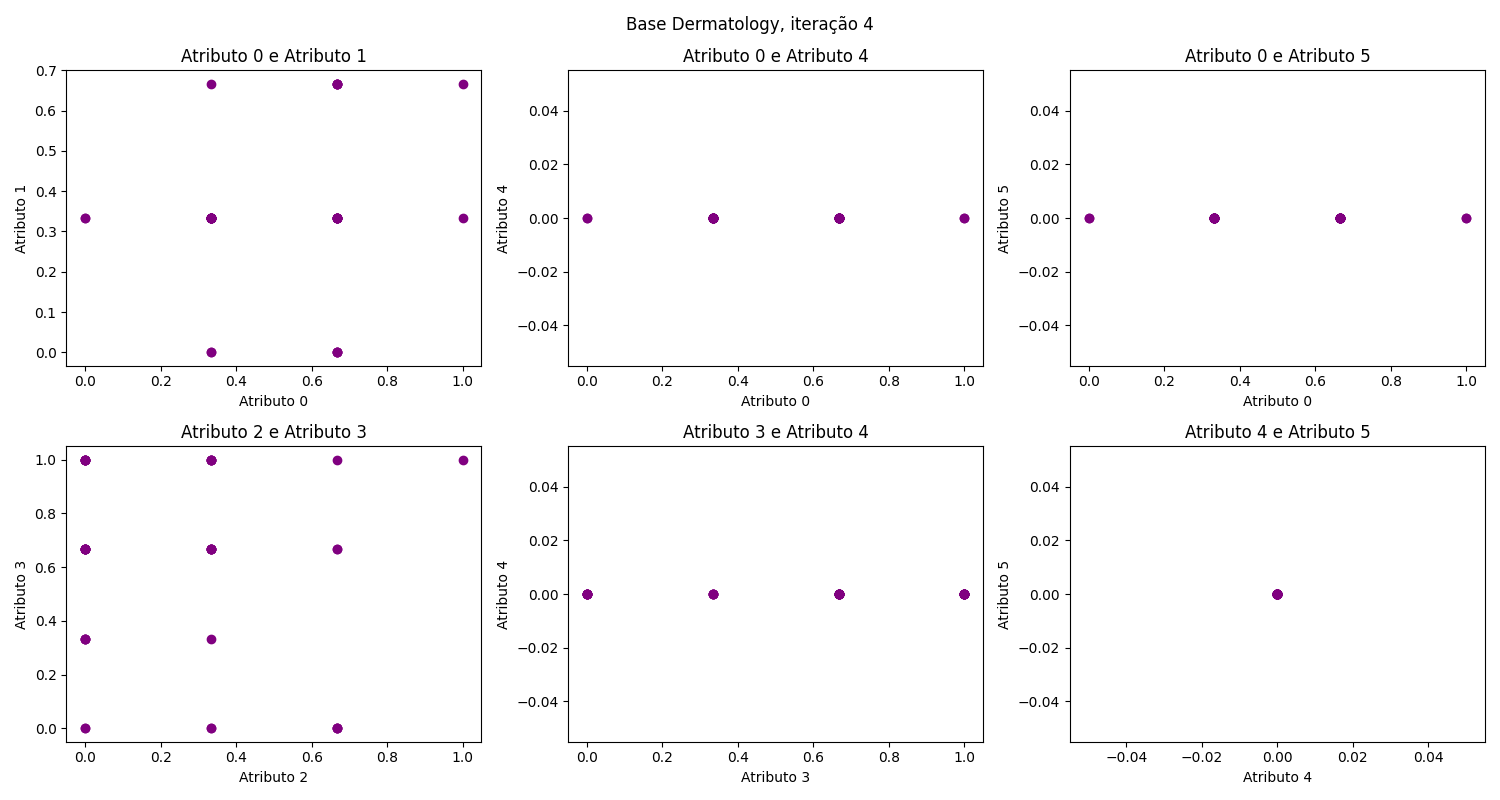 Base Dermatology, iteração 4
Atributo 0 e Atributo 1
0.7
0.6
0.5
0.4
0.3
0.2
0.1
0.0
Atributo 1
0.0 0.2 0.4 0.6 0.8 1.0
Atributo 0
Atributo 0 e Atributo 4
0.04
0.02
0.00
−0.02
−0.04
Atributo 4
0.0 0.2 0.4 0.6 0.8 1.0
Atributo 0
Atributo 0 e Atributo 5
0.04
0.02
0.00
−0.02
−0.04
Atributo 5
0.0 0.2 0.4 0.6 0.8 1.0
Atributo 0
Atributo 2 e Atributo 3
1.0
0.8
0.6
0.4
0.2
0.0
Atributo 3
0.0 0.2 0.4 0.6 0.8 1.0
Atributo 2
Atributo 3 e Atributo 4
0.04
0.02
0.00
−0.02
−0.04
Atributo 4
0.0 0.2 0.4 0.6 0.8 1.0
Atributo 3
Atributo 4 e Atributo 5
0.04
0.02
0.00
−0.02
−0.04
Atributo 5
−0.04 −0.02 0.00 0.02 0.04
Atributo 4